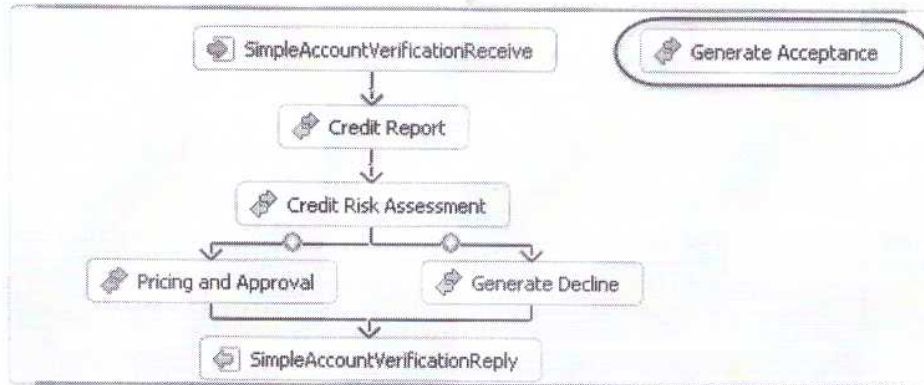 SimpleAccountVerificationReceive
Generate Acceptance
Credit Report
Credit Risk Assessment
Pricing and Approval
Generate Decline
SimpleAccountVerificationReply